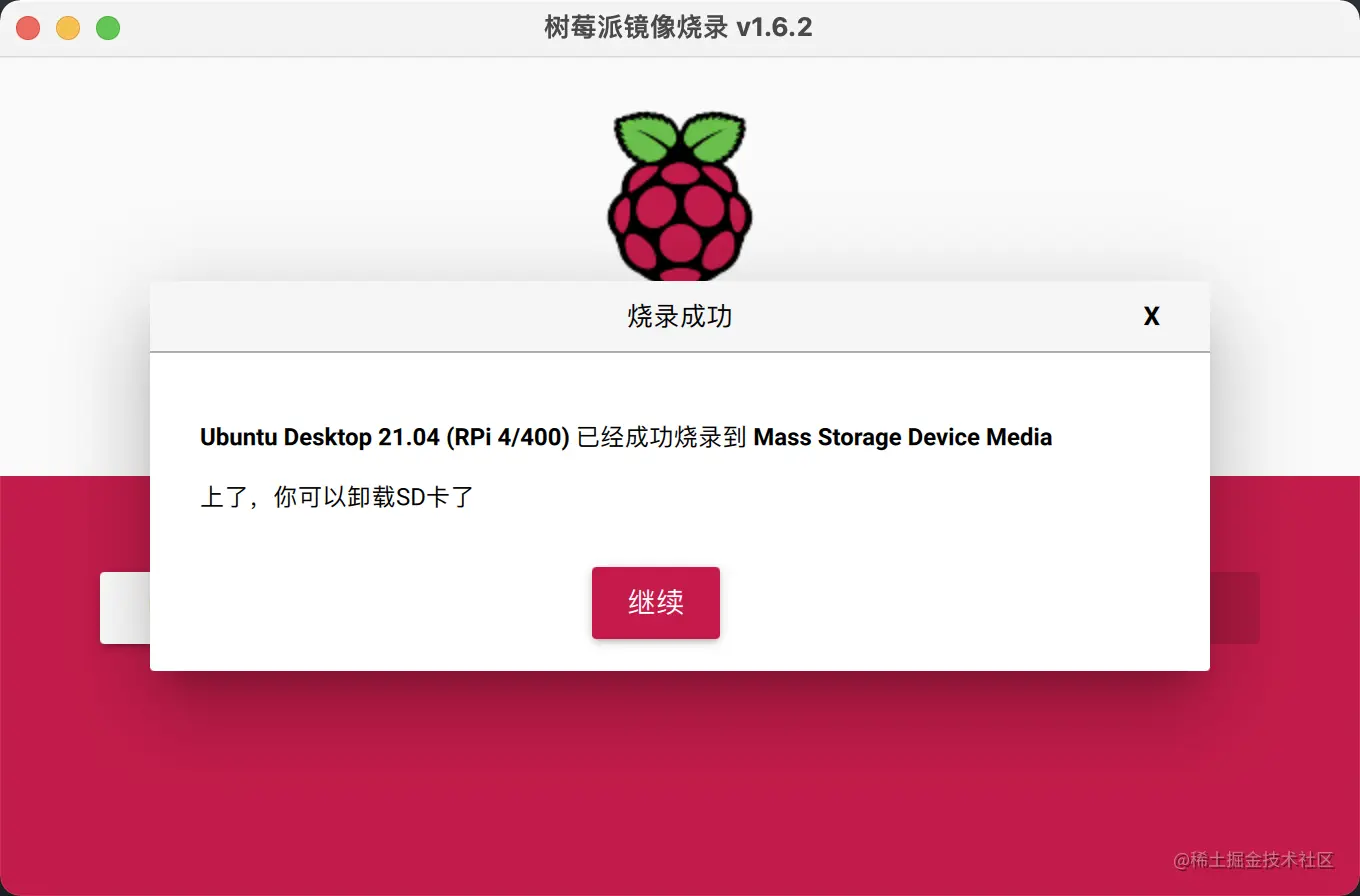 树莓派镜像烧录 v1.6.2
烧录成功
X
Ubuntu Desktop 21.04 (RPi 4/400) 已经成功烧录到 Mass Storage Device Media
上了，你可以卸载SD卡了
继续
@稀土掘金技术社区